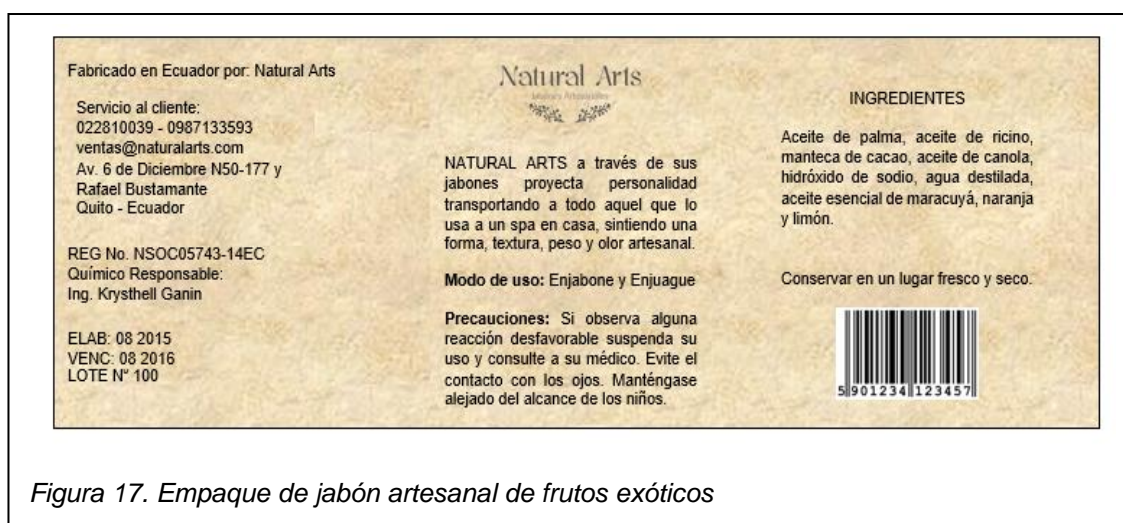 Fabricado en Ecuador por: Natural Arts
Servicio al cliente:
022810039 - 0987133593
ventas@naturalarts.com
Av. 6 de Diciembre N50-177 y
Rafael Bustamante
Quito - Ecuador
REG No. NSOC05743-14EC
Químico Responsable:
Ing. Krysthell Ganin
ELAB: 08 2015
VENC: 08 2016
LOTE N° 100
Natural Arts
NATURAL ARTS a través de sus
jabones proyecta personalidad
transportando a todo aquel que lo
usa a un spa en casa, sintiendo una
forma, textura, peso y olor artesanal.
Modo de uso: Enjabone y Enjuague
Precauciones: Si observa alguna
reacción desfavorable suspenda su
uso y consulte a su médico. Evite el
contacto con los ojos. Manténgase
alejado del alcance de los niños.
INGREDIENTES
Aceite de palma, aceite de ricino,
manteca de cacao, aceite de canola,
hidróxido de sodio, agua destilada,
aceite esencial de maracuyá, naranja
y limón.
Conservar en un lugar fresco y seco.
5 901234 123457
Figura 17. Empaque de jabón artesanal de frutos exóticos